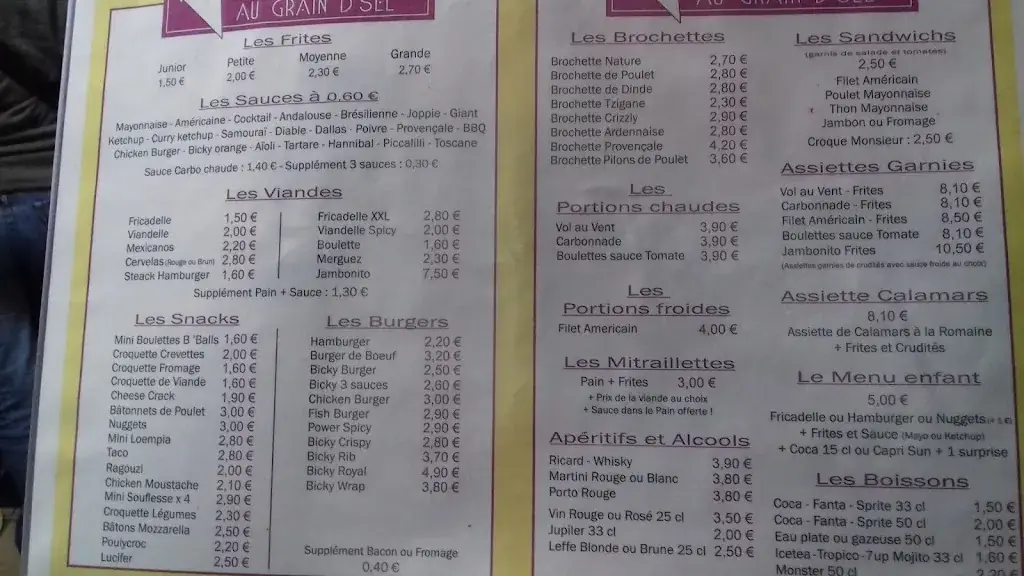 AU GRAIN D'SEL
Les Frites
Junior Petite Moyenne Grande
1,50 € 2,00 € 2,30 € 2,70 €
Les Sauces à 0,60 €
Mayonnaise - Américaine - Cocktail - Andalouse - Brésilienne - Joppie - Giant
Ketchup - Curry ketchup - Samouraï - Diable - Dallas - Poivre - Provençale - BBQ
Chicken Burger - Bicky orange - Aïoli - Tartare - Hannibal - Piccalilli - Toscane
Sauce Carbo chaude : 1,40 € - Supplément 3 sauces : 0,30 €
Les Viandes
Fricadelle 1,50 €
Viandelle 2,00 €
Mexicanos 2,20 €
Cervelas (Rouge ou Brun) 2,80 €
Steack Hamburger 1,60 €
Fricadelle XXL 2,80 €
Viandelle Spicy 2,00 €
Boulette 1,60 €
Merguez 2,30 €
Jambonito 7,50 €
Supplément Pain + Sauce : 1,30 €
Les Snacks
Mini Boulettes B 'Balls 1,60 €
Croquette Crevettes 2,00 €
Croquette Fromage 1,60 €
Croquette de Viande 1,60 €
Cheese Crack 1,90 €
Bâtonnets de Poulet 3,00 €
Nuggets 3,00 €
Mini Loempia 2,80 €
Taco 2,80 €
Ragouzi 2,00 €
Chicken Moustache 2,10 €
Mini Souflesse x 4 2,90 €
Croquette Légumes 2,30 €
Bâtons Mozzarella 2,50 €
Poulycroc 2,20 €
Lucifer 2,50 €
Les Burgers
Hamburger 2,20 €
Burger de Boeuf 3,20 €
Bicky Burger 2,50 €
Bicky 3 sauces 2,60 €
Chicken Burger 3,00 €
Fish Burger 2,90 €
Power Spicy 2,90 €
Bicky Crispy 2,80 €
Bicky Rib 3,70 €
Bicky Royal 4,90 €
Bicky Wrap 3,80 €
Supplément Bacon ou Fromage
0,40 €
AU GRAIN D'SEL
Les Brochettes
Brochette Nature 2,70 €
Brochette de Poulet 2,80 €
Brochette de Dinde 2,80 €
Brochette Tzigane 2,30 €
Brochette Crizzly 2,90 €
Brochette Ardennaise 2,80 €
Brochette Provençale 4,20 €
Brochette Pilons de Poulet 3,60 €
Les
Portions chaudes
Vol au Vent 3,90 €
Carbonnade 3,90 €
Boulettes sauce Tomate 3,90 €
Les
Portions froides
Filet Americain 4,00 €
Les Mitraillettes
Pain + Frites 3,00 €
+ Prix de la viande au choix
+ Sauce dans le Pain offerte !
Apéritifs et Alcools
Ricard - Whisky 3,90 €
Martini Rouge ou Blanc 3,80 €
Porto Rouge 3,80 €
Vin Rouge ou Rosé 25 cl 3,50 €
Jupiler 33 cl 2,00 €
Leffe Blonde ou Brune 25 cl 2,50 €
Les Sandwichs
(garnis de salade et tomates)
2,50 €
Filet Américain
Poulet Mayonnaise
Thon Mayonnaise
Jambon ou Fromage
Croque Monsieur : 2,50 €
Assiettes Garnies
Vol au Vent - Frites 8,10 €
Carbonnade - Frites 8,10 €
Filet Américain - Frites 8,50 €
Boulettes sauce Tomate 8,10 €
Jambonito Frites 10,50 €
(Assiettes garnies de crudités avec sauce froide au choix)
Assiette Calamars
8,10 €
Assiette de Calamars à la Romaine
+ Frites et Crudités
Le Menu enfant
5,00 €
Fricadelle ou Hamburger ou Nuggets
+ Frites et Sauce (Mayo ou Ketchup)
+ Coca 15 cl ou Capri Sun + 1 surprise
Les Boissons
Coca - Fanta - Sprite 33 cl 1,50 €
Coca - Fanta - Sprite 50 cl 2,00 €
Eau plate ou gazeuse 50 cl 1,50 €
Icetea-Tropico-7up Mojito 33 cl 1,60 €
Monster 50 cl